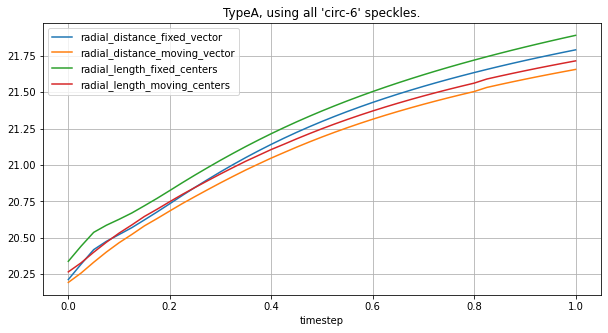 TypeA, using all 'circ-6' speckles.
radial_distance_fixed_vector
radial_distance_moving_vector
radial_length_fixed_centers
radial_length_moving_centers
21.75
21.50
21.25
21.00
20.75
20.50
20.25
0.0 0.2 0.4 0.6 0.8 1.0
timestep